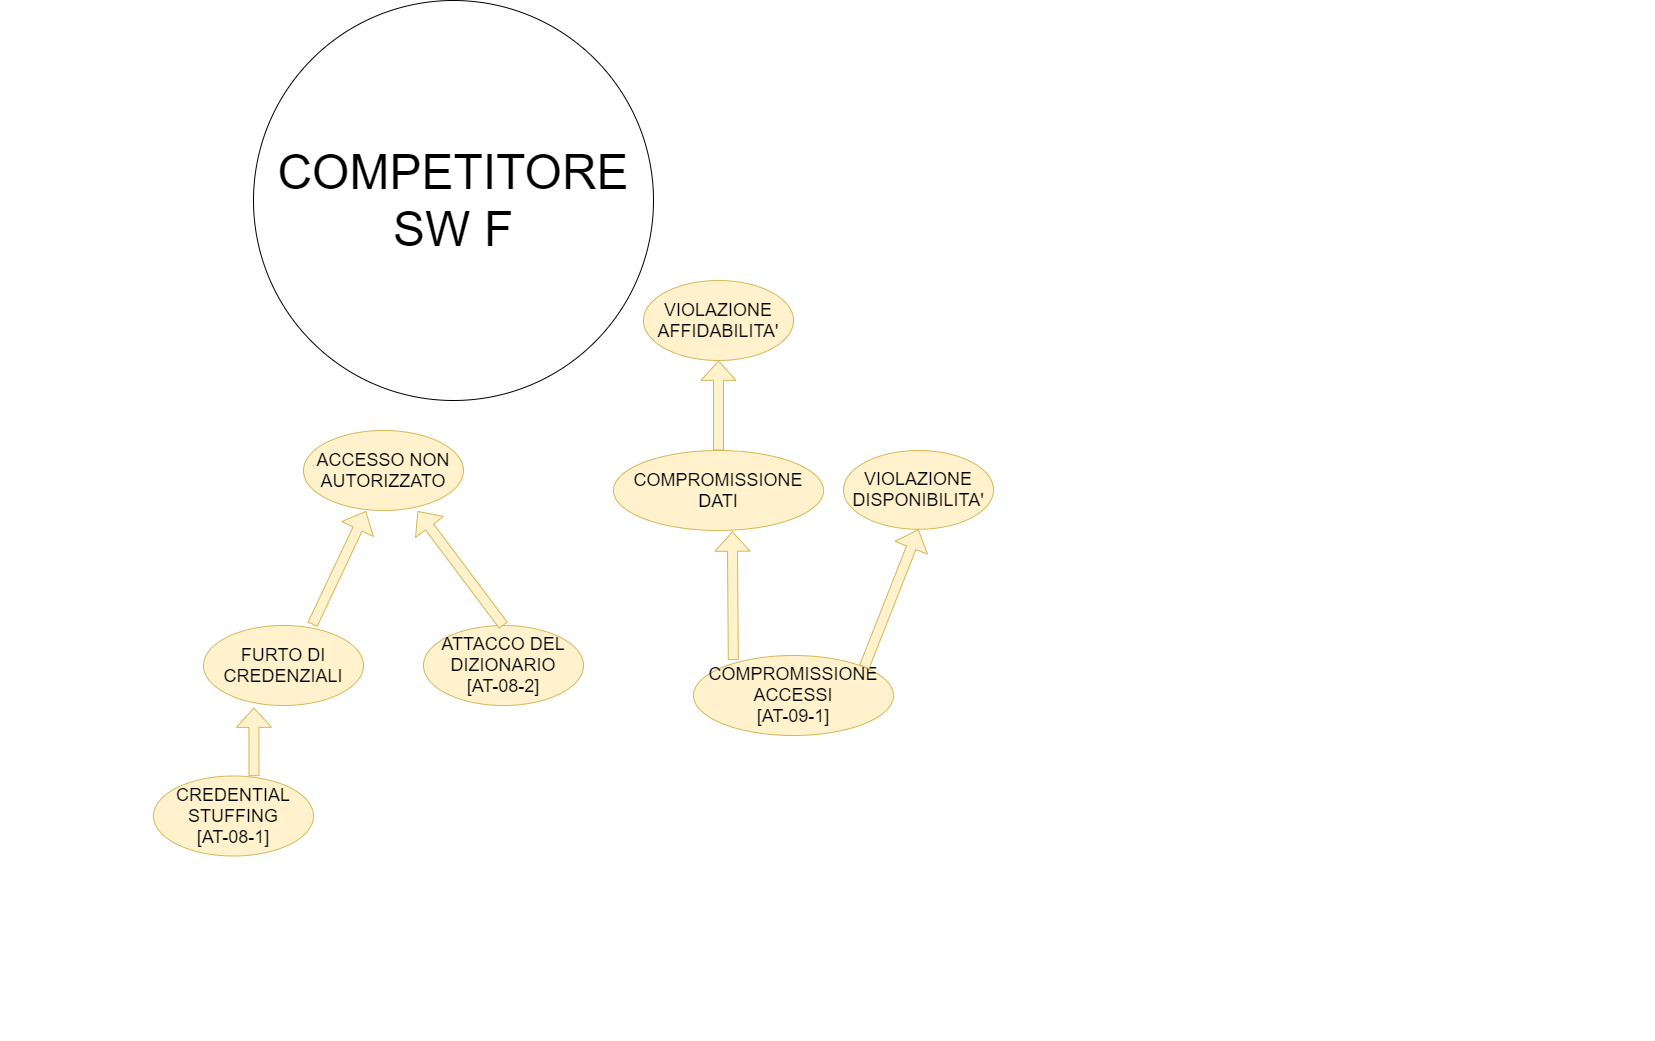 COMPETITORE
SW F
VIOLAZIONE
AFFIDABILITA'
ACCESSO NON
AUTORIZZATO
COMPROMISSIONE
DATI
VIOLAZIONE
DISPONIBILITA'
FURTO DI
CREDENZIALI
ATTACCO DEL
DIZIONARIO
[AT-08-2]
COMPROMISSIONE
ACCESSI
[AT-09-1]
CREDENTIAL
STUFFING
[AT-08-1]